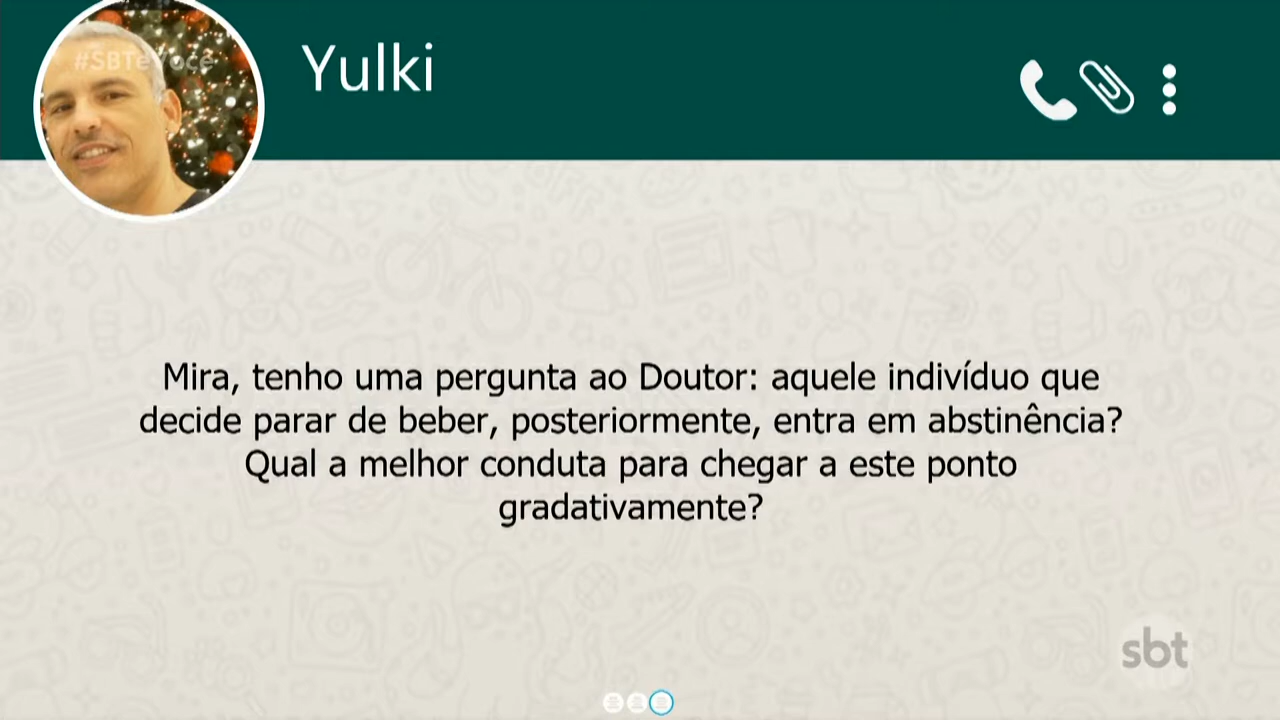 #SBTeVocê
Yulki
Mira, tenho uma pergunta ao Doutor: aquele indivíduo que
decide parar de beber, posteriormente, entra em abstinência?
Qual a melhor conduta para chegar a este ponto
gradativamente?
sbt